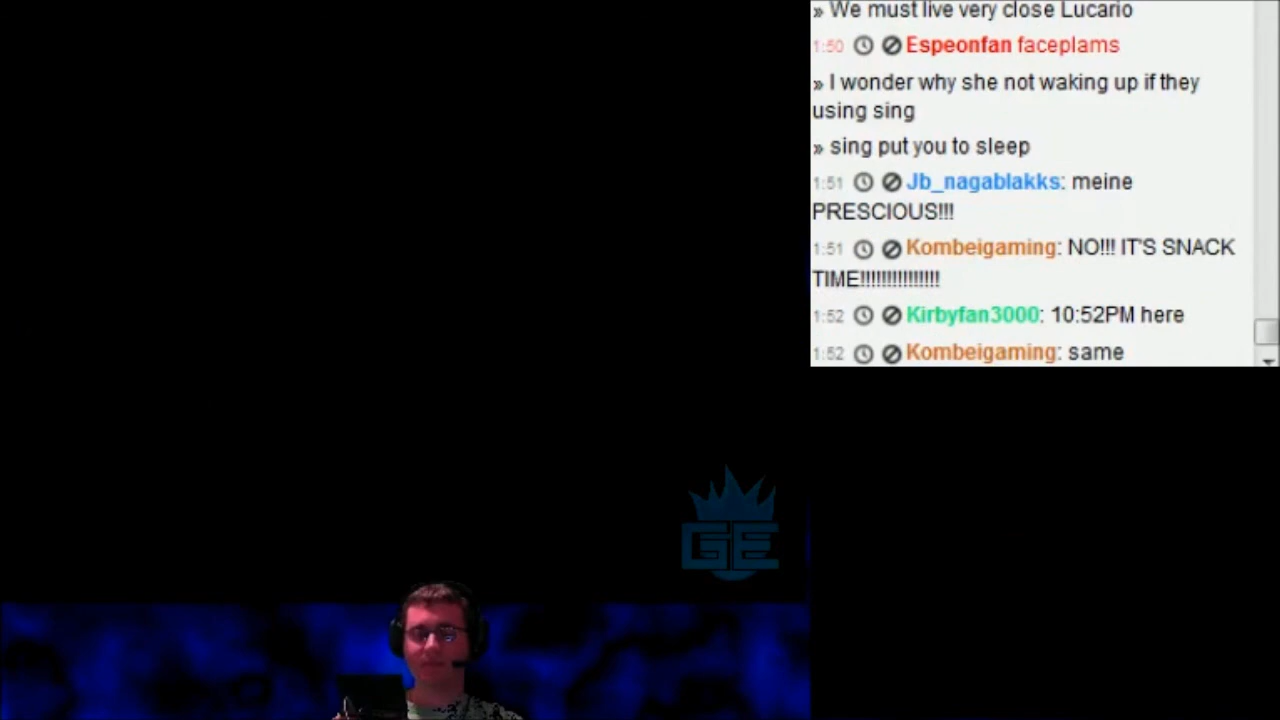 » We must live very close Lucario
1:50 Espeonfan faceplams
» I wonder why she not waking up if they
using sing
» sing put you to sleep
1:51 Jb_nagablakks: meine
PRESCIOUS!!!
1:51 Kombeigaming: NO!!! IT'S SNACK
TIME!!!!!!!!!!!!!!!
1:52 Kirbyfan3000: 10:52PM here
1:52 Kombeigaming: same
GE